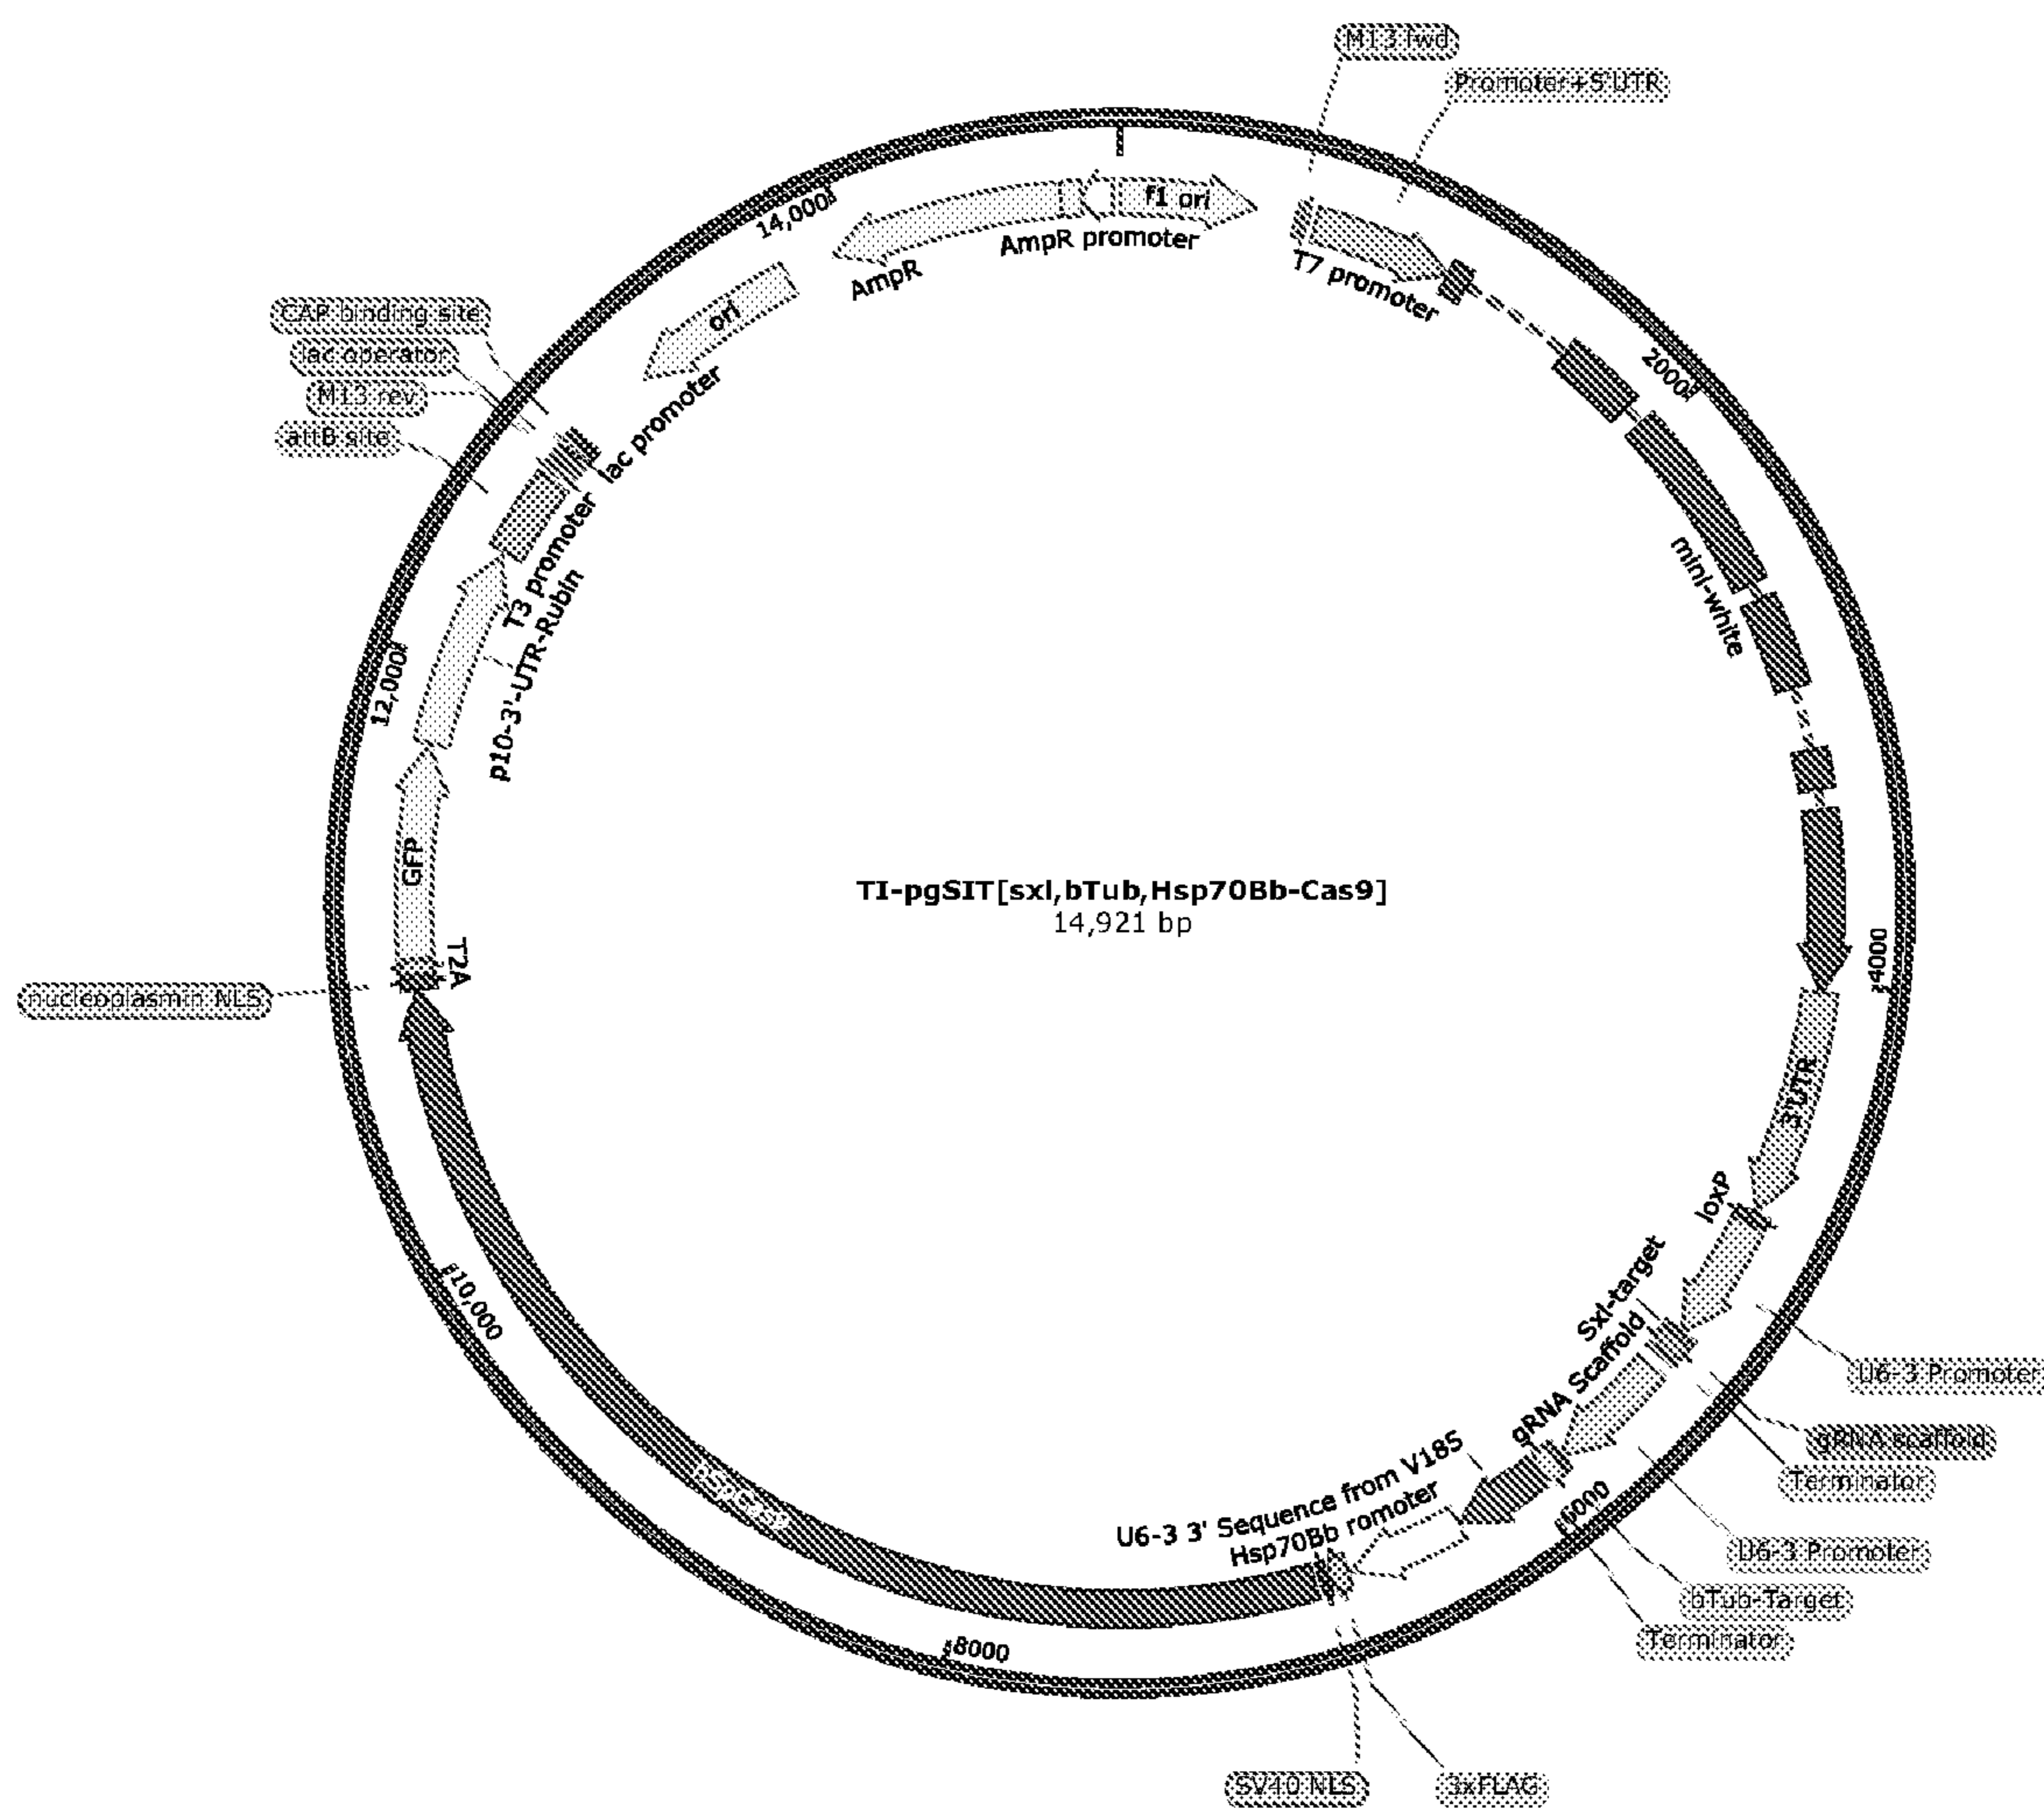 M13 fwd
Promoter+5'UTR
f1 ori
AmpR promoter
AmpR
14,000
T7 promoter
ori
CAP binding site
lac operator
M13 rev
attB site
lac promoter
2000
T3 promoter
p10-3'-UTR-Rubin
mini-white
12,000
GFP
TI-pgSIT[sxl,bTub,Hsp70Bb-Cas9]
14,921 bp
T2A
nucleoplasmin NLS
4000
3'UTR
loxP
Sxl-target
gRNA Scaffold
10,000
U6-3 Promoter
gRNA scaffold
Terminator
U6-3 3' Sequence from V18S
Hsp70Bb romoter
6000
U6-3 Promoter
bTub-Target
Terminator
8000
SV40 NLS
3xFLAG